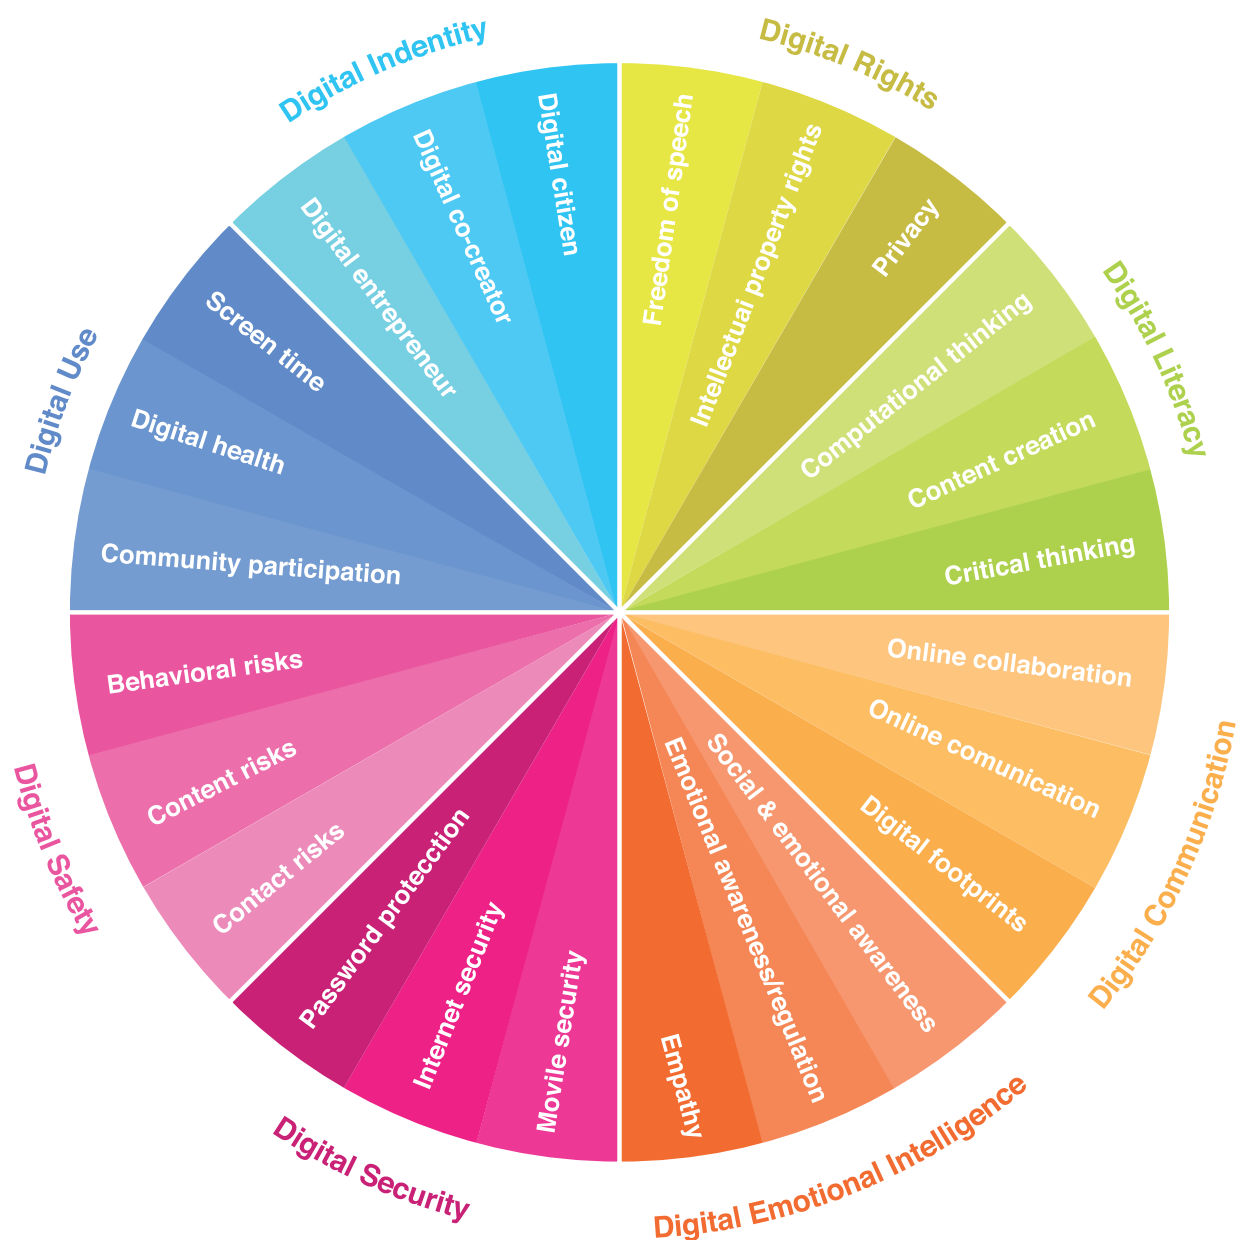 Digital Indentity
Digital citizen
Digital co-creator
Digital entrepreneur
Digital Rights
Freedom of speech
Intellectuai property rights
Privacy
Digital Literacy
Computational thinking
Content creation
Critical thinking
Digital Communication
Online collaboration
Online comunication
Digital footprints
Digital Emotional Intelligence
Social & emotional awareness
Emotional awareness/regulation
Empathy
Digital Security
Movile security
Internet security
Password protecction
Digital Safety
Contact risks
Content risks
Behavioral risks
Digital Use
Community participation
Digital health
Screen time